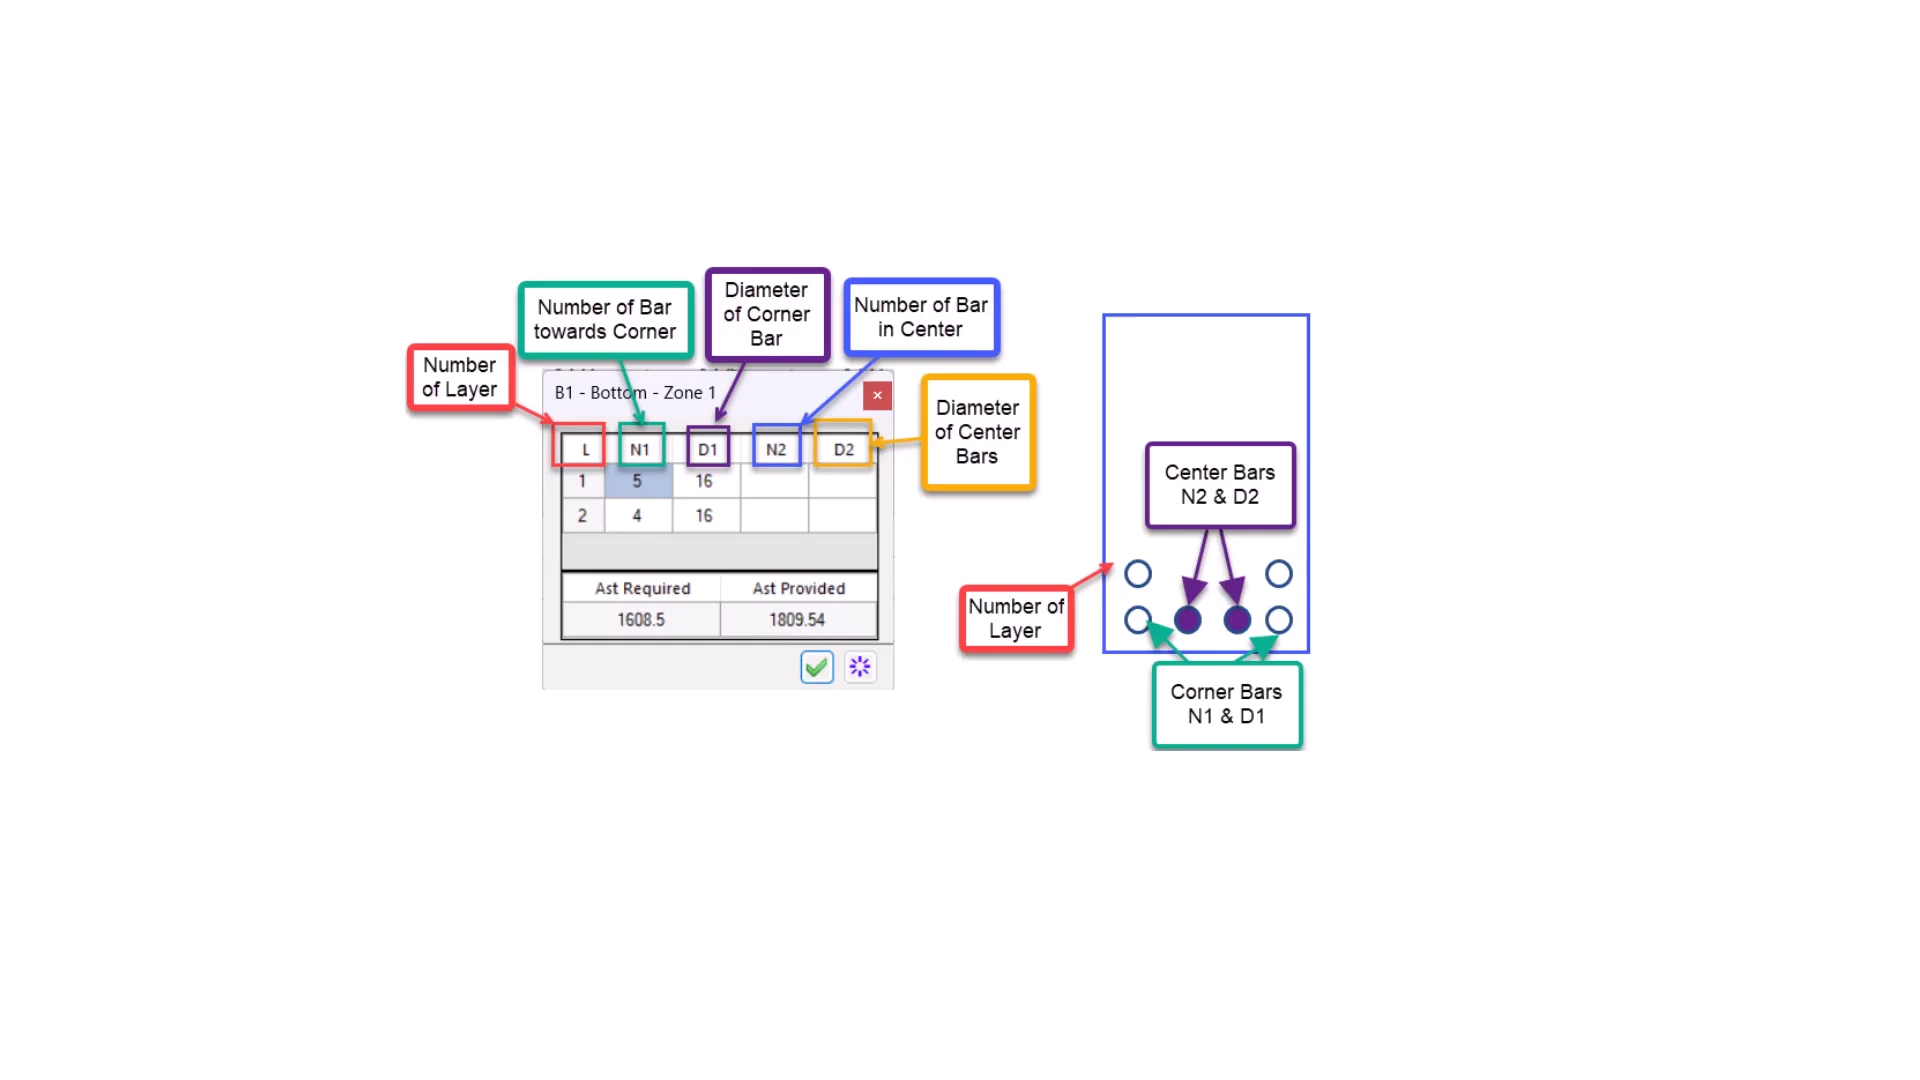 Number of Bar
towards Corner
Diameter
of Corner
Bar
Number of Bar
in Center
Number
of Layer
B1 - Bottom - Zone 1
Diameter
of Center
Bars
L N1 D1 N2 D2
1 5 16
2 4 16
Ast Required Ast Provided
1608.5 1809.54
Center Bars
N2 & D2
Number of
Layer
Corner Bars
N1 & D1